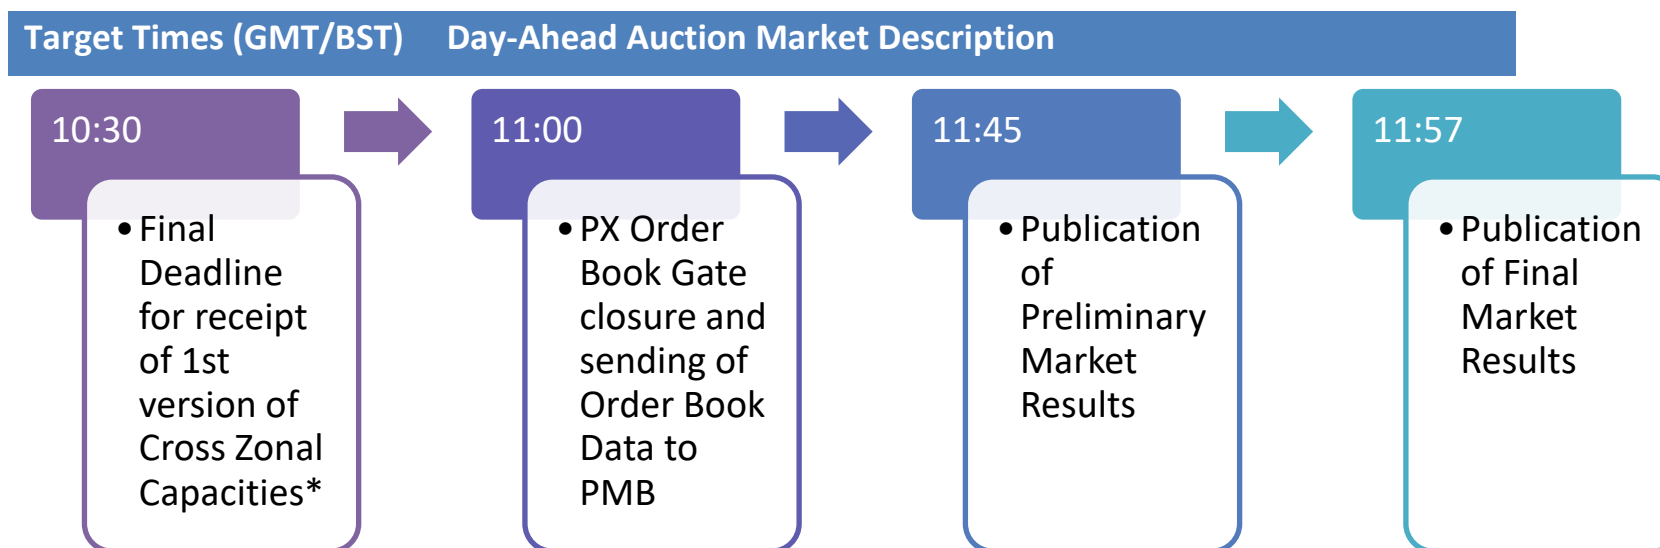 Target Times (GMT/BST) Day-Ahead Auction Market Description
10:30
• Final
Deadline
for receipt
of 1st
version of
Cross Zonal
Capacities*
11:00
• PX Order
Book Gate
closure and
sending of
Order Book
Data to
PMB
11:45
• Publication
of
Preliminary
Market
Results
11:57
• Publication
of Final
Market
Results